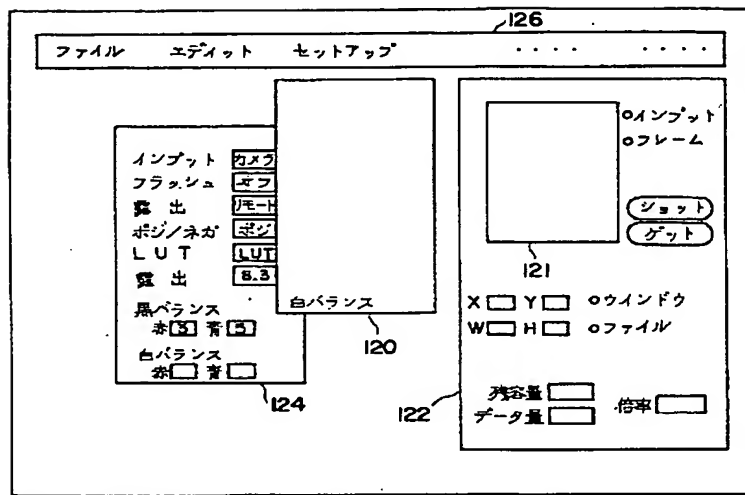 126
ファイル エディット セットアップ ・・・・ ・・・・
インプット カメラ
フラッシュ オフ
露出 リモート
ポジ/ネガ ポジ
LUT LUT
露出 8.3
黒バランス
赤 3 青 5
白バランス
赤 青
124
白バランス
120
インプット
フレーム
ショット
ゲット
121
X Y ウインドウ
W H ファイル
残容量
データ量 倍率
122